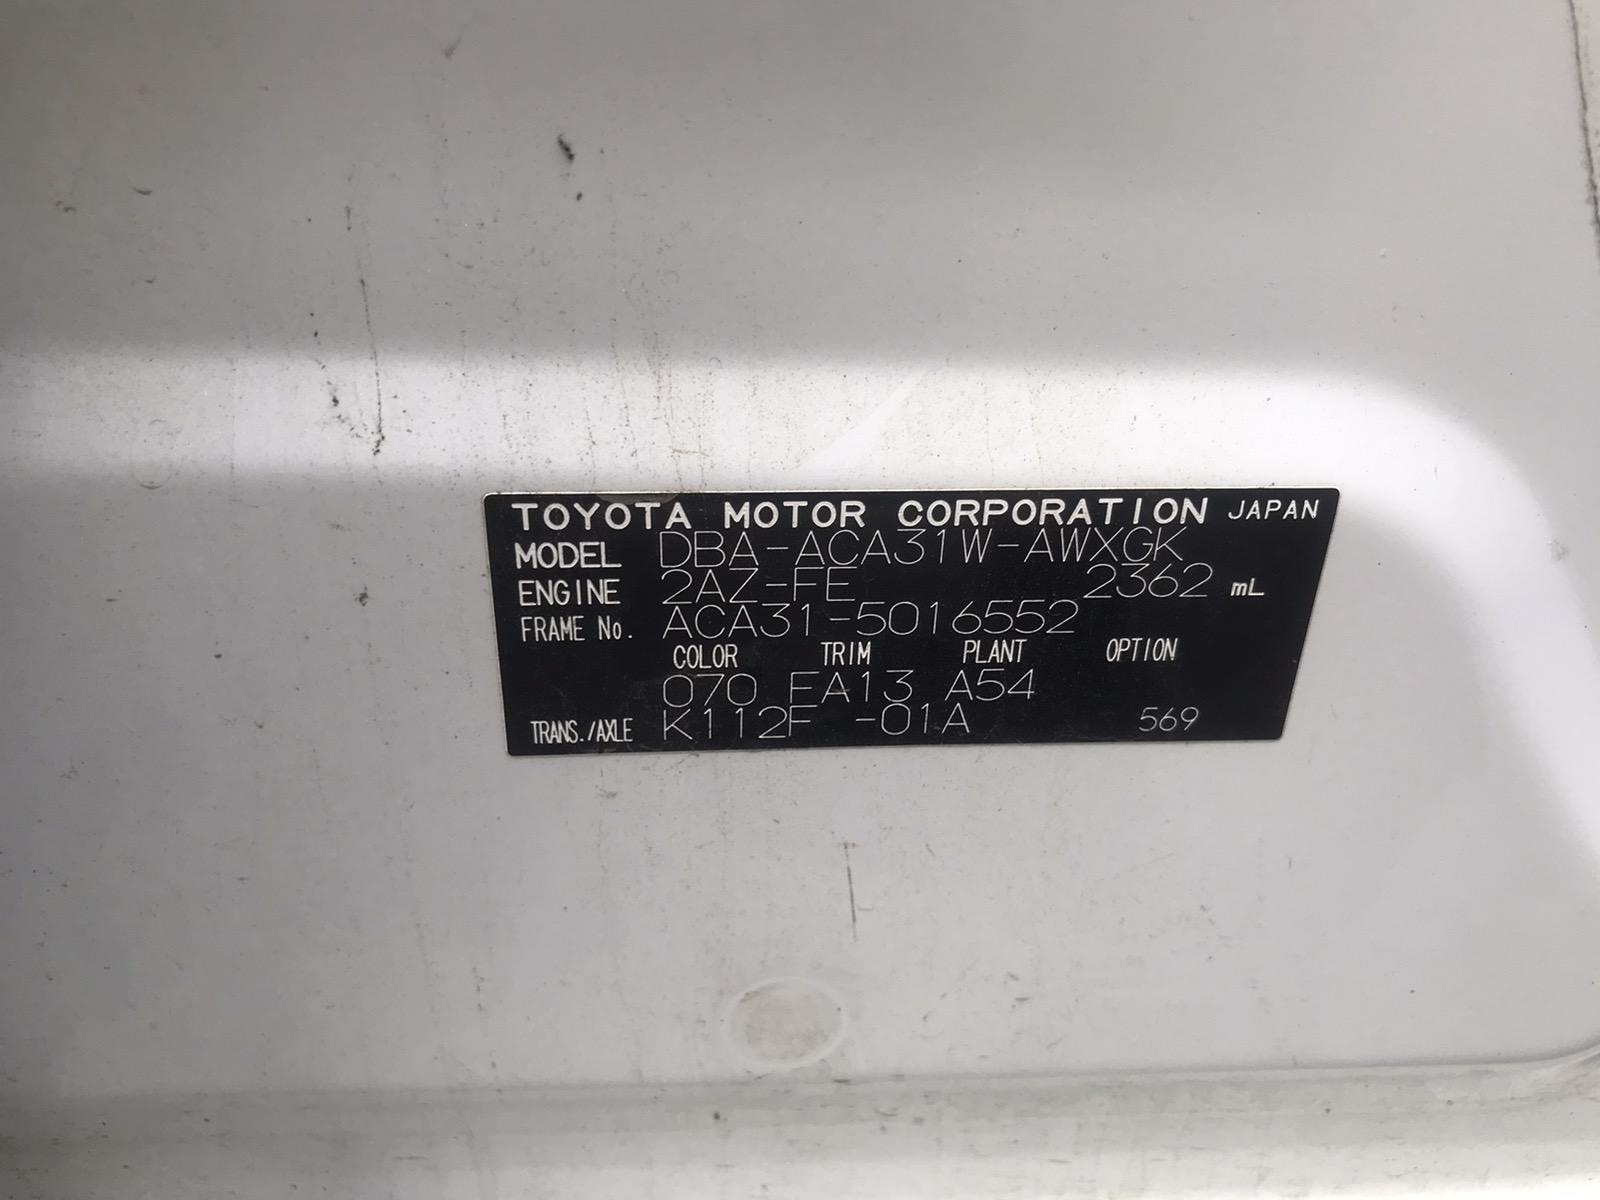 TOYOTA MOTOR CORPORATION JAPAN
MODEL DBA-ACA31W-AWXGK
ENGINE 2AZ-FE 2362 mL
FRAME No. ACA31-5016552
COLOR TRIM PLANT OPTION
070 FA13 A54
TRANS./AXLE K112F -01A 569